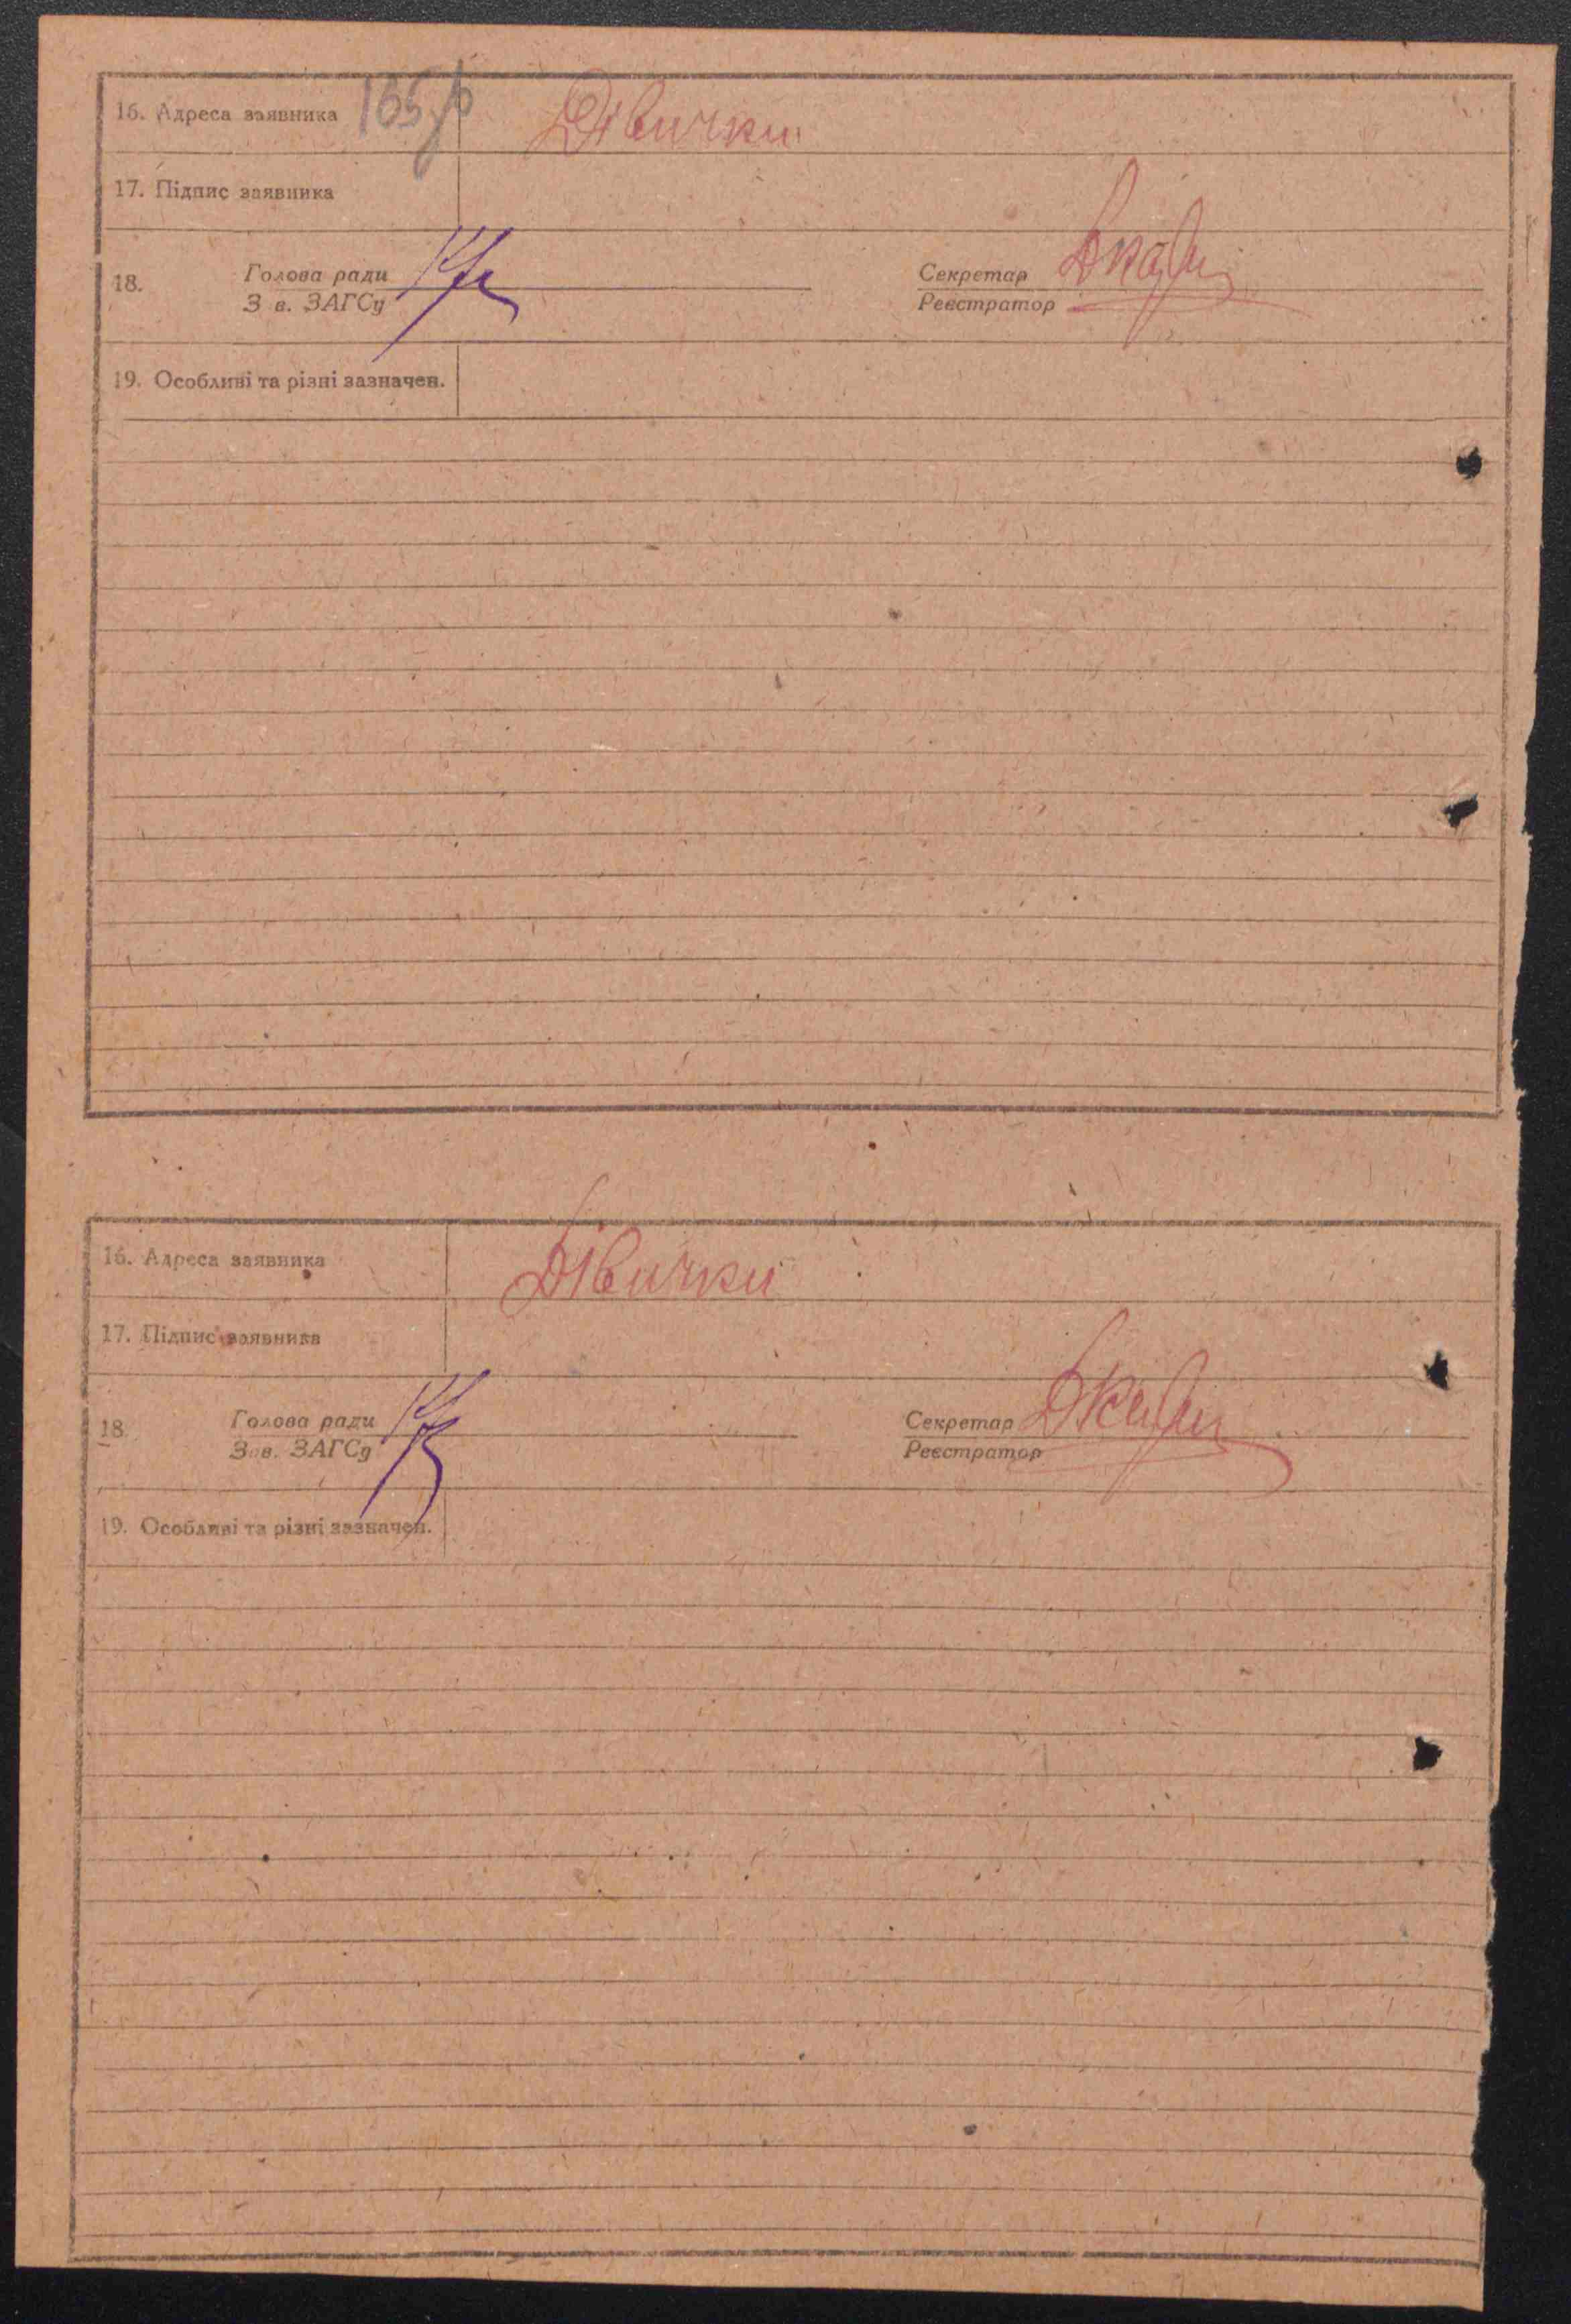 16. Адреса заявника Дівички
17. Підпис заявника
18. Голова ради Секретар
З в. ЗАГСу Реєстратор
19. Особливі та різні зазначен.
16. Адреса заявника Дівички
17. Підпис заявника
18. Голова ради Секретар
Зав. ЗАГСу Реєстратор
19. Особливі та різні зазначен.